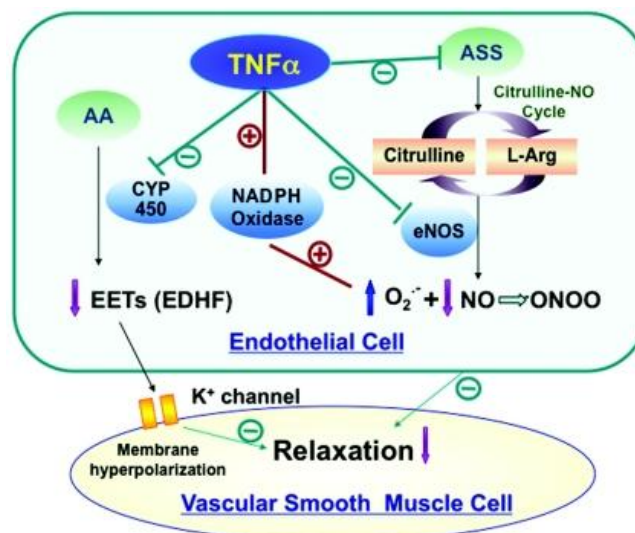 TNFα
ASS
Citrulline-NO
Cycle
AA
Citrulline
L-Arg
CYP
450
NADPH
Oxidase
eNOS
EETs (EDHF)
O₂·⁻ + NO ⇒ ONOO
Endothelial Cell
K⁺ channel
Membrane
hyperpolarization
Relaxation
Vascular Smooth Muscle Cell